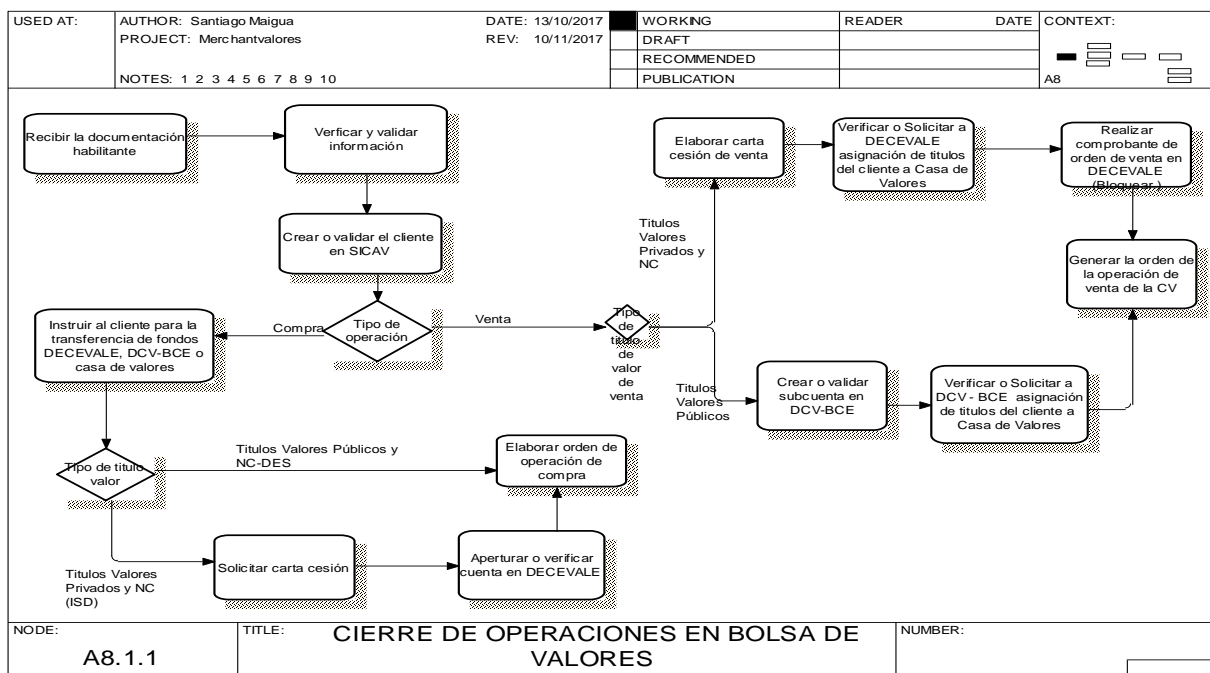 USED AT:
AUTHOR: Santiago Maigua
DATE: 13/10/2017
PROJECT: Merchantvalores
REV: 10/11/2017
NOTES: 1 2 3 4 5 6 7 8 9 10
WORKING
DRAFT
RECOMMENDED
PUBLICATION
READER
DATE
CONTEXT:
A8
Recibir la documentación
habilitante
Verficar y validar
información
Crear o validar el cliente
en SICAV
Tipo de
operación
Compra
Venta
Instruir al cliente para la
transferencia de fondos
DECEVALE, DCV-BCE o
casa de valores
Tipo de titulo
valor
Titulos Valores Públicos y
NC-DES
Elaborar orden de
operación de
compra
Titulos Valores
Privados y NC
(ISD)
Solicitar carta cesión
Aperturar o verificar
cuenta en DECEVALE
Tipo
de
titulo
de
valor
de
venta
Titulos
Valores
Privados y
NC
Elaborar carta
cesión de venta
Verificar o Solicitar a
DECEVALE
asignación de titulos
del cliente a Casa de
Valores
Realizar
comprobante de
orden de venta en
DECEVALE
(Bloquear )
Generar la orden de
la operación de
venta de la CV
Titulos
Valores
Públicos
Crear o validar
subcuenta en
DCV-BCE
Verificar o Solicitar a
DCV - BCE asignación
de titulos del cliente a
Casa de Valores
NODE:
A8.1.1
TITLE:
CIERRE DE OPERACIONES EN BOLSA DE
VALORES
NUMBER: